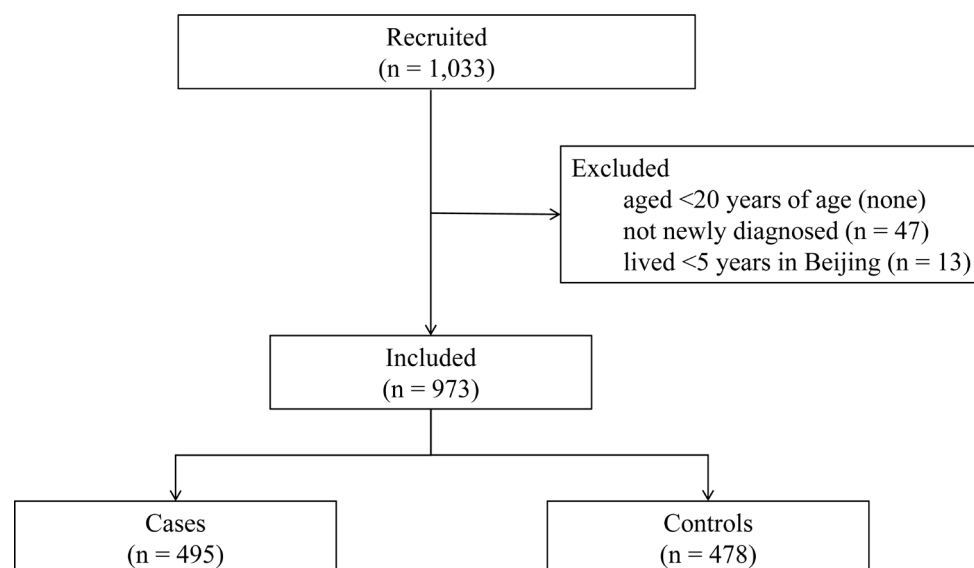 Recruited
(n = 1,033)
Excluded
aged <20 years of age (none)
not newly diagnosed (n = 47)
lived <5 years in Beijing (n = 13)
Included
(n = 973)
Cases
(n = 495)
Controls
(n = 478)